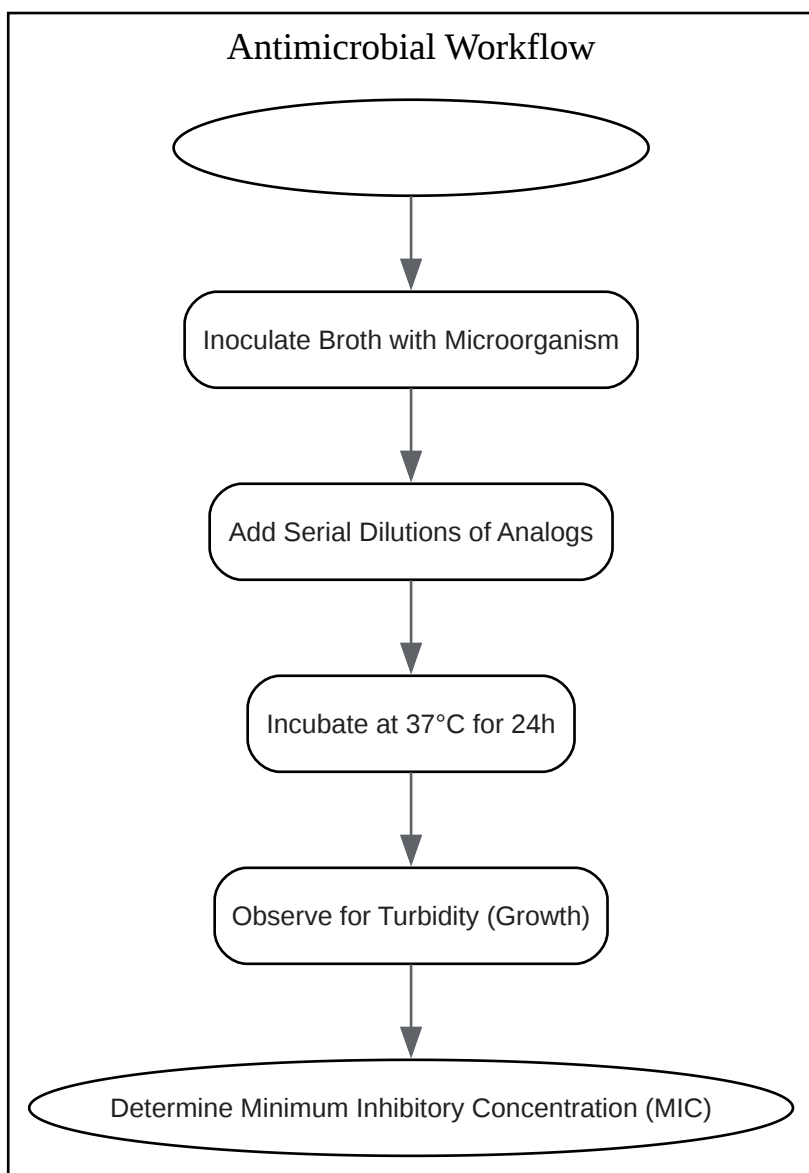 Antimicrobial Workflow
Inoculate Broth with Microorganism
Add Serial Dilutions of Analogs
Incubate at 37°C for 24h
Observe for Turbidity (Growth)
Determine Minimum Inhibitory Concentration (MIC)